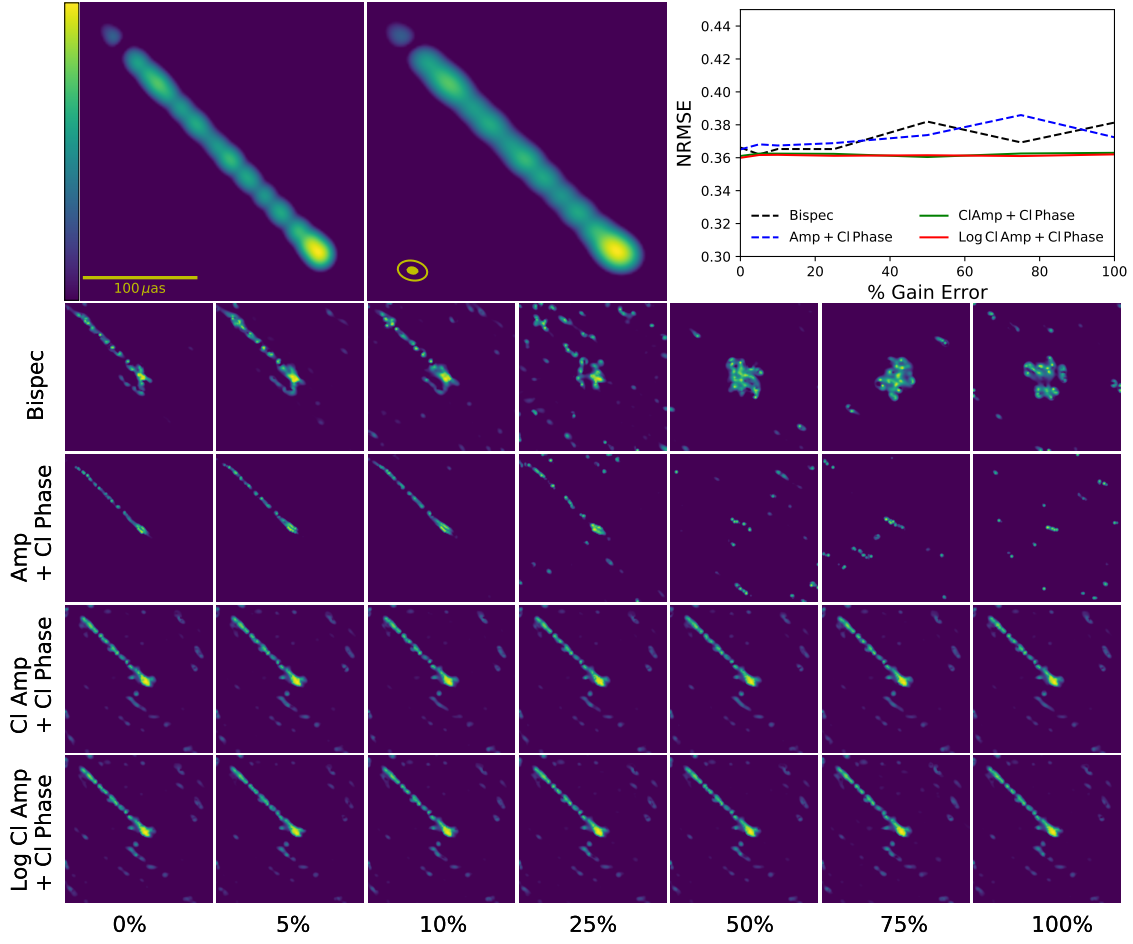 100 μas
NRMSE
0.44
0.42
0.40
0.38
0.36
0.34
0.32
0.30
Bispec
Amp + Cl Phase
ClAmp + Cl Phase
Log Cl Amp + Cl Phase
0
20
40
60
80
100
% Gain Error
Bispec
Amp
+ Cl Phase
Cl Amp
+ Cl Phase
Log Cl Amp
+ Cl Phase
0%
5%
10%
25%
50%
75%
100%